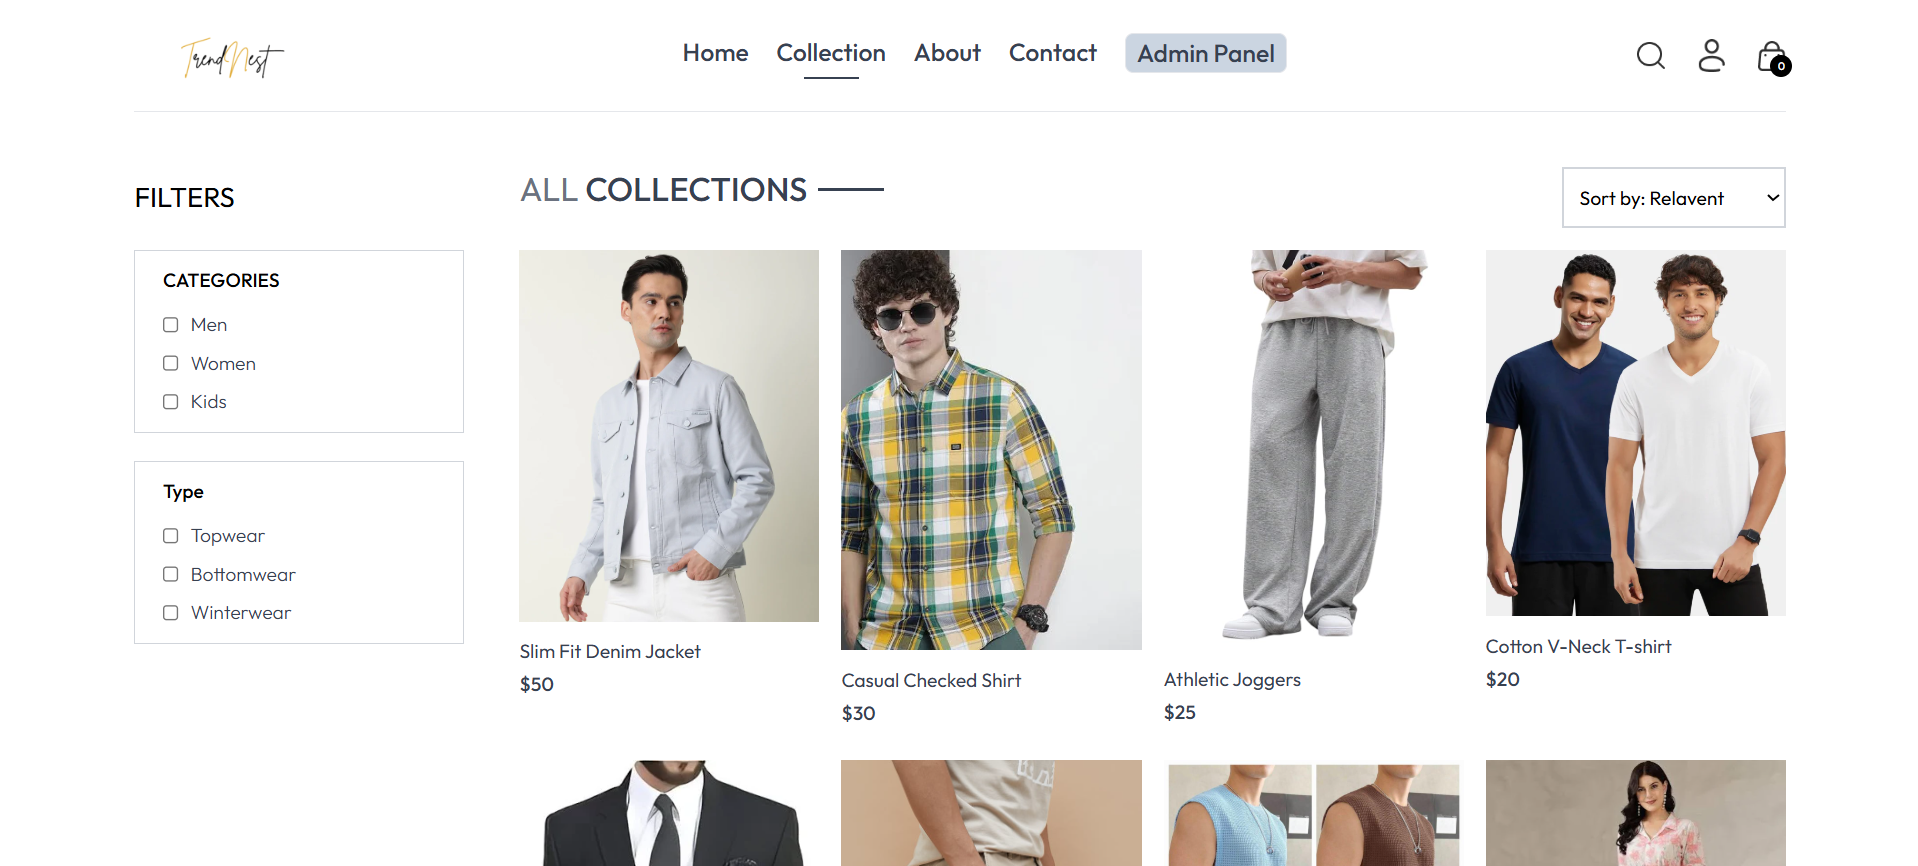 TrendNest
Home Collection About Contact Admin Panel
0
FILTERS
ALL COLLECTIONS
Sort by: Relavent
CATEGORIES
Men
Women
Kids
Type
Topwear
Bottomwear
Winterwear
Slim Fit Denim Jacket
$50
Casual Checked Shirt
$30
Athletic Joggers
$25
Cotton V-Neck T-shirt
$20